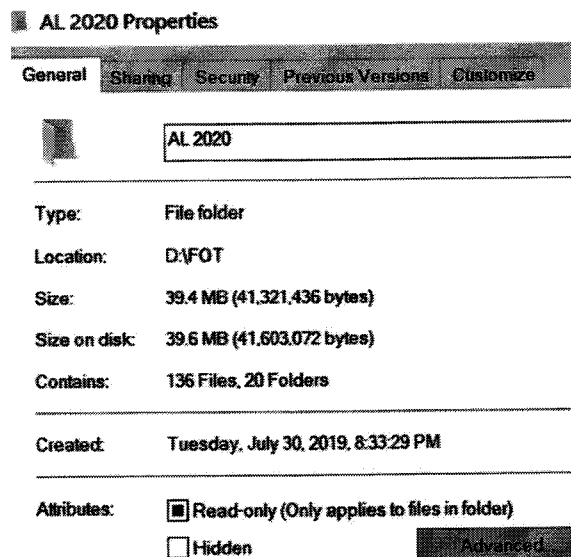 AL 2020 Properties
General Sharing Security Previous Versions Customize
AL 2020
Type: File folder
Location: D:\FOT
Size: 39.4 MB (41,321,436 bytes)
Size on disk: 39.6 MB (41,603,072 bytes)
Contains: 136 Files, 20 Folders
Created: Tuesday, July 30, 2019, 8:33:29 PM
Attributes: Read-only (Only applies to files in folder)
Hidden Advanced...